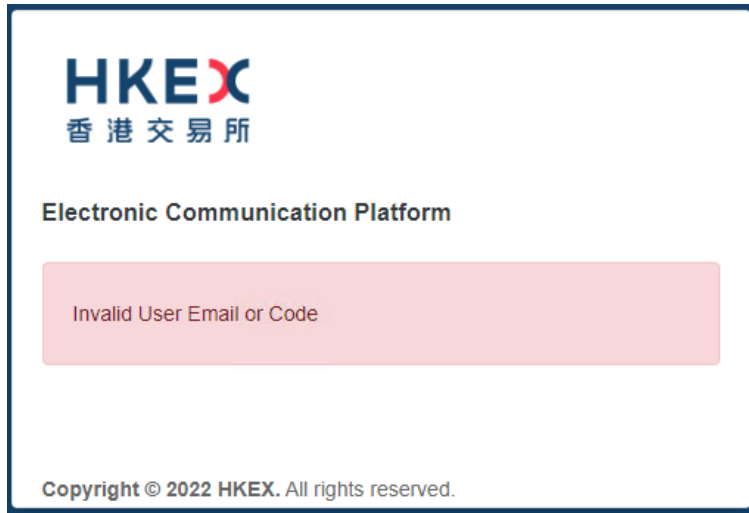 HKEX
香港交易所
Electronic Communication Platform
Invalid User Email or Code
Copyright © 2022 HKEX. All rights reserved.